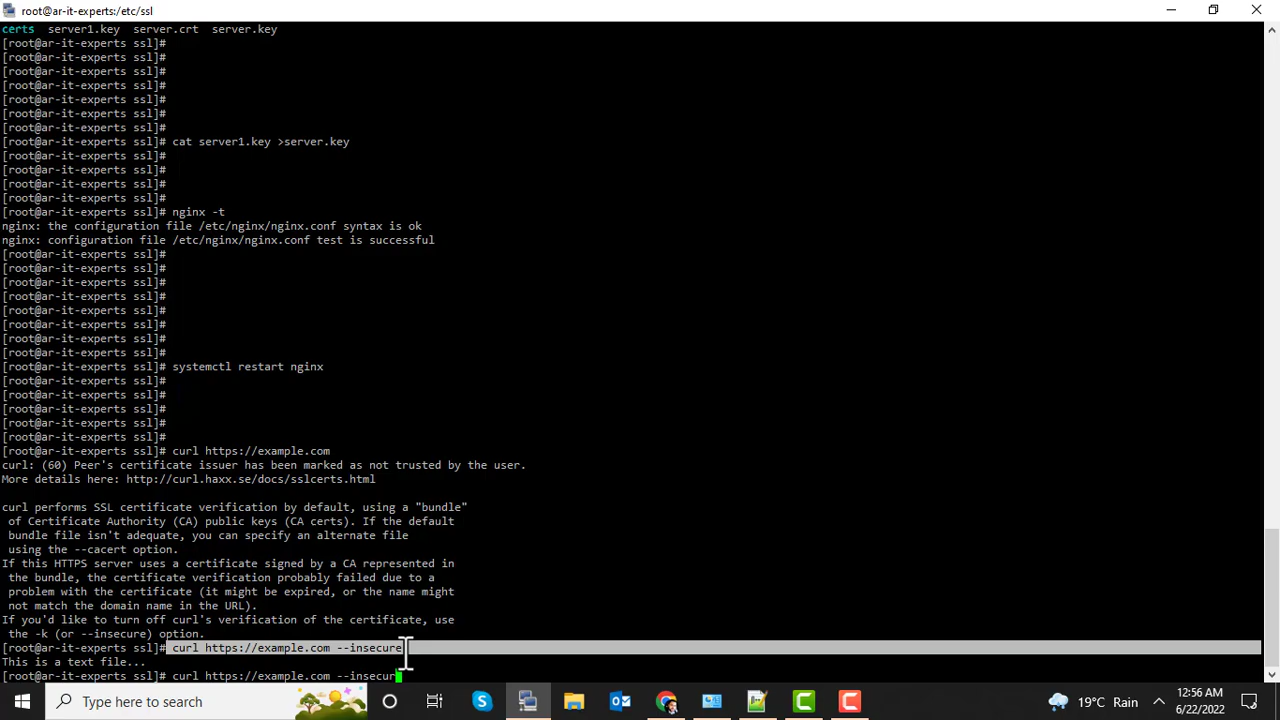 root@ar-it-experts:/etc/ssl
certs  server1.key  server.crt  server.key
[root@ar-it-experts ssl]#
[root@ar-it-experts ssl]#
[root@ar-it-experts ssl]#
[root@ar-it-experts ssl]#
[root@ar-it-experts ssl]#
[root@ar-it-experts ssl]#
[root@ar-it-experts ssl]#
[root@ar-it-experts ssl]# cat server1.key >server.key
[root@ar-it-experts ssl]#
[root@ar-it-experts ssl]#
[root@ar-it-experts ssl]#
[root@ar-it-experts ssl]#
[root@ar-it-experts ssl]# nginx -t
nginx: the configuration file /etc/nginx/nginx.conf syntax is ok
nginx: configuration file /etc/nginx/nginx.conf test is successful
[root@ar-it-experts ssl]#
[root@ar-it-experts ssl]#
[root@ar-it-experts ssl]#
[root@ar-it-experts ssl]#
[root@ar-it-experts ssl]#
[root@ar-it-experts ssl]#
[root@ar-it-experts ssl]#
[root@ar-it-experts ssl]#
[root@ar-it-experts ssl]# systemctl restart nginx
[root@ar-it-experts ssl]#
[root@ar-it-experts ssl]#
[root@ar-it-experts ssl]#
[root@ar-it-experts ssl]#
[root@ar-it-experts ssl]#
[root@ar-it-experts ssl]# curl https://example.com
curl: (60) Peer's certificate issuer has been marked as not trusted by the user.
More details here: http://curl.haxx.se/docs/sslcerts.html
curl performs SSL certificate verification by default, using a "bundle"
of Certificate Authority (CA) public keys (CA certs). If the default
bundle file isn't adequate, you can specify an alternate file
using the --cacert option.
If this HTTPS server uses a certificate signed by a CA represented in
the bundle, the certificate verification probably failed due to a
problem with the certificate (it might be expired, or the name might
not match the domain name in the URL).
If you'd like to turn off curl's verification of the certificate, use
the -k (or --insecure) option.
[root@ar-it-experts ssl]# curl https://example.com --insecure
This is a text file...
[root@ar-it-experts ssl]# curl https://example.com --insecur
Type here to search
19°C Rain
12:56 AM
6/22/2022